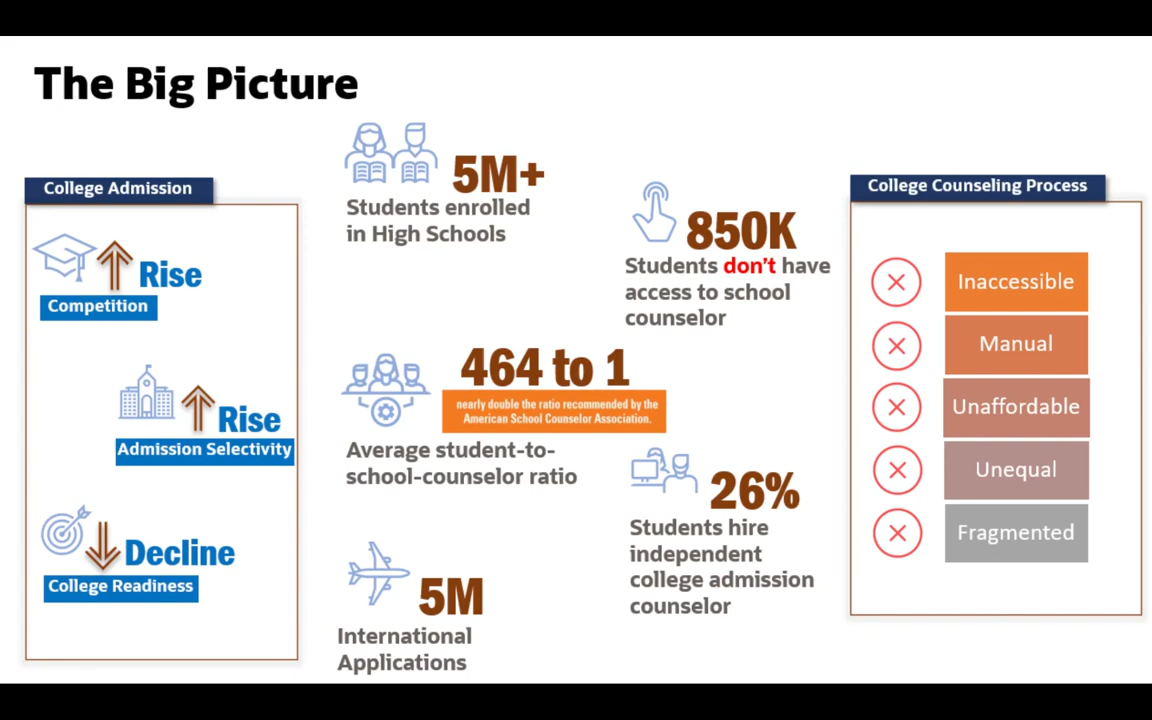 The Big Picture
College Admission
Rise
Competition
Rise
Admission Selectivity
Decline
College Readiness
5M+
Students enrolled
in High Schools
850K
Students don't have
access to school
counselor
464 to 1
nearly double the ratio recommended by the
American School Counselor Association.
Average student-to-
school-counselor ratio
26%
Students hire
independent
college admission
counselor
5M
International
Applications
College Counseling Process
Inaccessible
Manual
Unaffordable
Unequal
Fragmented